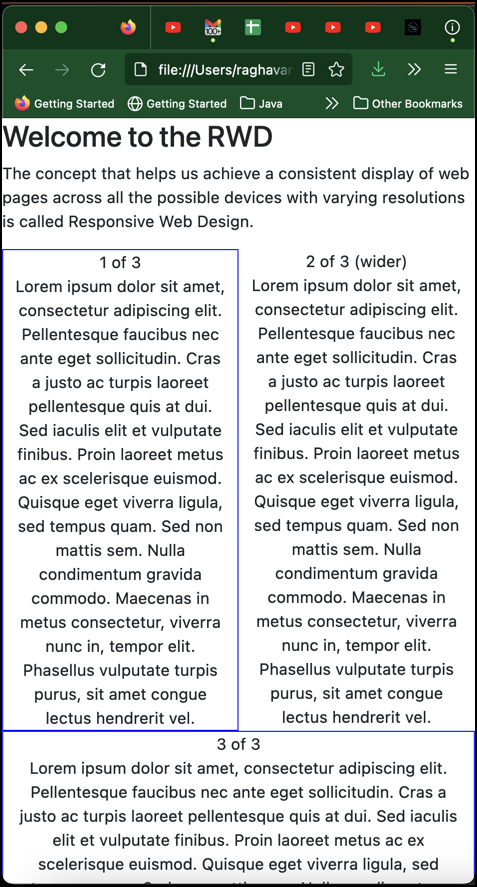 100+
file:///Users/raghavar
Getting Started
Getting Started
Java
Other Bookmarks
Welcome to the RWD
The concept that helps us achieve a consistent display of web
pages across all the possible devices with varying resolutions
is called Responsive Web Design.
1 of 3
Lorem ipsum dolor sit amet,
consectetur adipiscing elit.
Pellentesque faucibus nec
ante eget sollicitudin. Cras
a justo ac turpis laoreet
pellentesque quis at dui.
Sed iaculis elit et vulputate
finibus. Proin laoreet metus
ac ex scelerisque euismod.
Quisque eget viverra ligula,
sed tempus quam. Sed non
mattis sem. Nulla
condimentum gravida
commodo. Maecenas in
metus consectetur, viverra
nunc in, tempor elit.
Phasellus vulputate turpis
purus, sit amet congue
lectus hendrerit vel.
2 of 3 (wider)
Lorem ipsum dolor sit amet,
consectetur adipiscing elit.
Pellentesque faucibus nec
ante eget sollicitudin. Cras
a justo ac turpis laoreet
pellentesque quis at dui.
Sed iaculis elit et vulputate
finibus. Proin laoreet metus
ac ex scelerisque euismod.
Quisque eget viverra ligula,
sed tempus quam. Sed non
mattis sem. Nulla
condimentum gravida
commodo. Maecenas in
metus consectetur, viverra
nunc in, tempor elit.
Phasellus vulputate turpis
purus, sit amet congue
lectus hendrerit vel.
3 of 3
Lorem ipsum dolor sit amet, consectetur adipiscing elit.
Pellentesque faucibus nec ante eget sollicitudin. Cras a
justo ac turpis laoreet pellentesque quis at dui. Sed iaculis
elit et vulputate finibus. Proin laoreet metus ac ex
scelerisque euismod. Quisque eget viverra ligula, sed